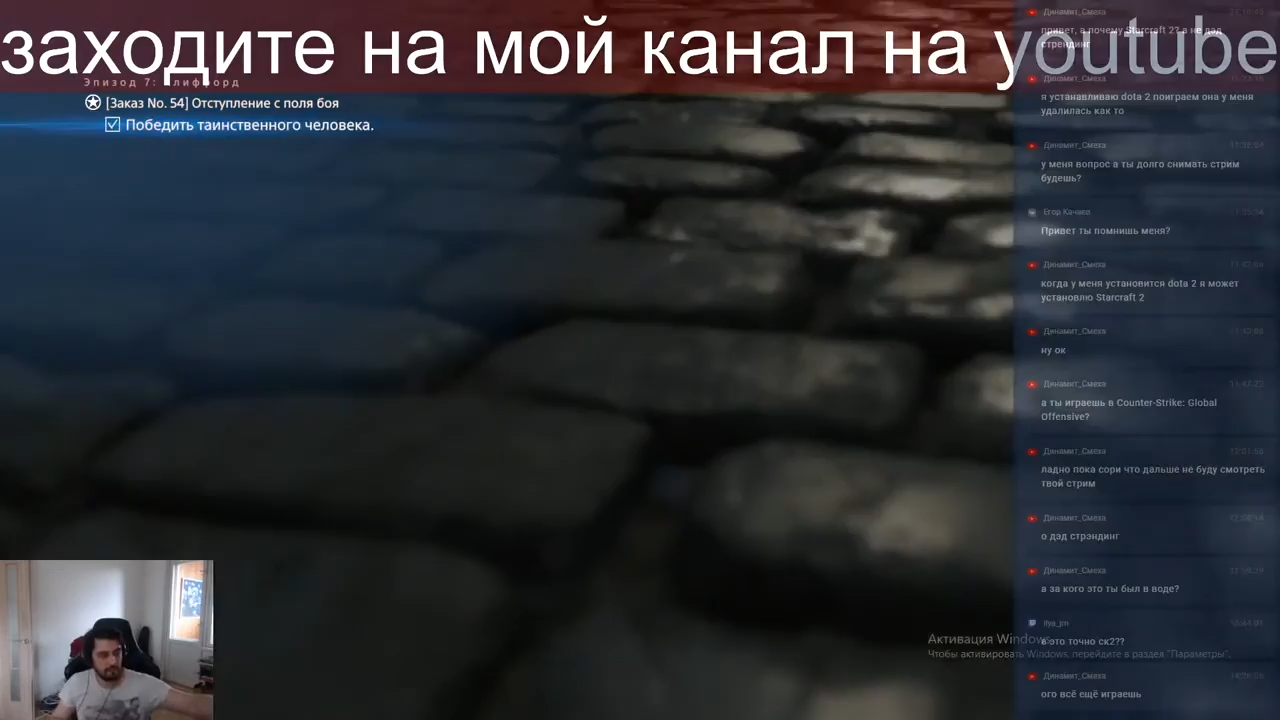 заходите на мой канал на youtube
Эпизод 7: Клиффорд
[Заказ No. 54] Отступление с поля боя
Победить таинственного человека.
Динамит_Смеха
привет, а почему Starcraft 2? а не дэд
стрендинг
Динамит_Смеха
я устанавливаю dota 2 поиграем она у меня
удалилась как то
Динамит_Смеха
у меня вопрос а ты долго снимать стрим
будешь?
Егор Качаев
Привет ты помнишь меня?
Динамит_Смеха
когда у меня установится dota 2 я может
установлю Starcraft 2
Динамит_Смеха
ну ок
Динамит_Смеха
а ты играешь в Counter-Strike: Global
Offensive?
Динамит_Смеха
ладно пока сори что дальше не буду смотреть
твой стрим
Динамит_Смеха
о дэд стрэндинг
Динамит_Смеха
а за кого это ты был в воде?
ilya_jm
в это точно ск2??
Активация Windows
Чтобы активировать Windows, перейдите в раздел "Параметры".
Динамит_Смеха
ого всё ещё играешь